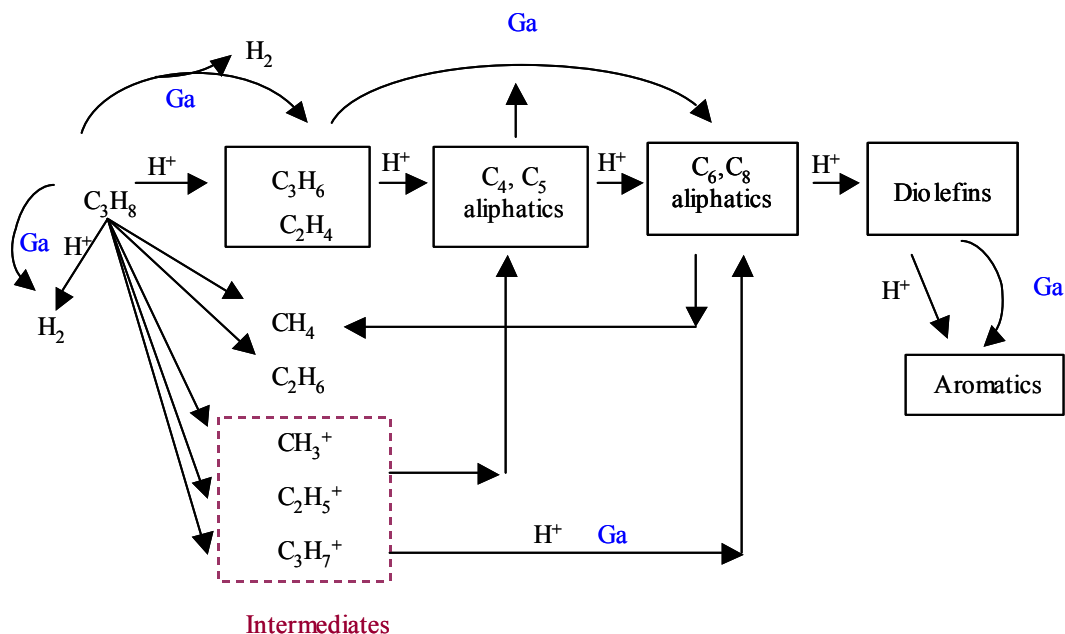 Ga
H₂
Ga
H⁺
H⁺
H⁺
H⁺
C₃H₆
C₂H₄
C₄, C₅
aliphatics
C₆, C₈
aliphatics
Diolefins
C₃H₈
Ga
H⁺
H₂
CH₄
C₂H₆
H⁺
Ga
Aromatics
CH₃⁺
C₂H₅⁺
C₃H₇⁺
H⁺ Ga
Intermediates